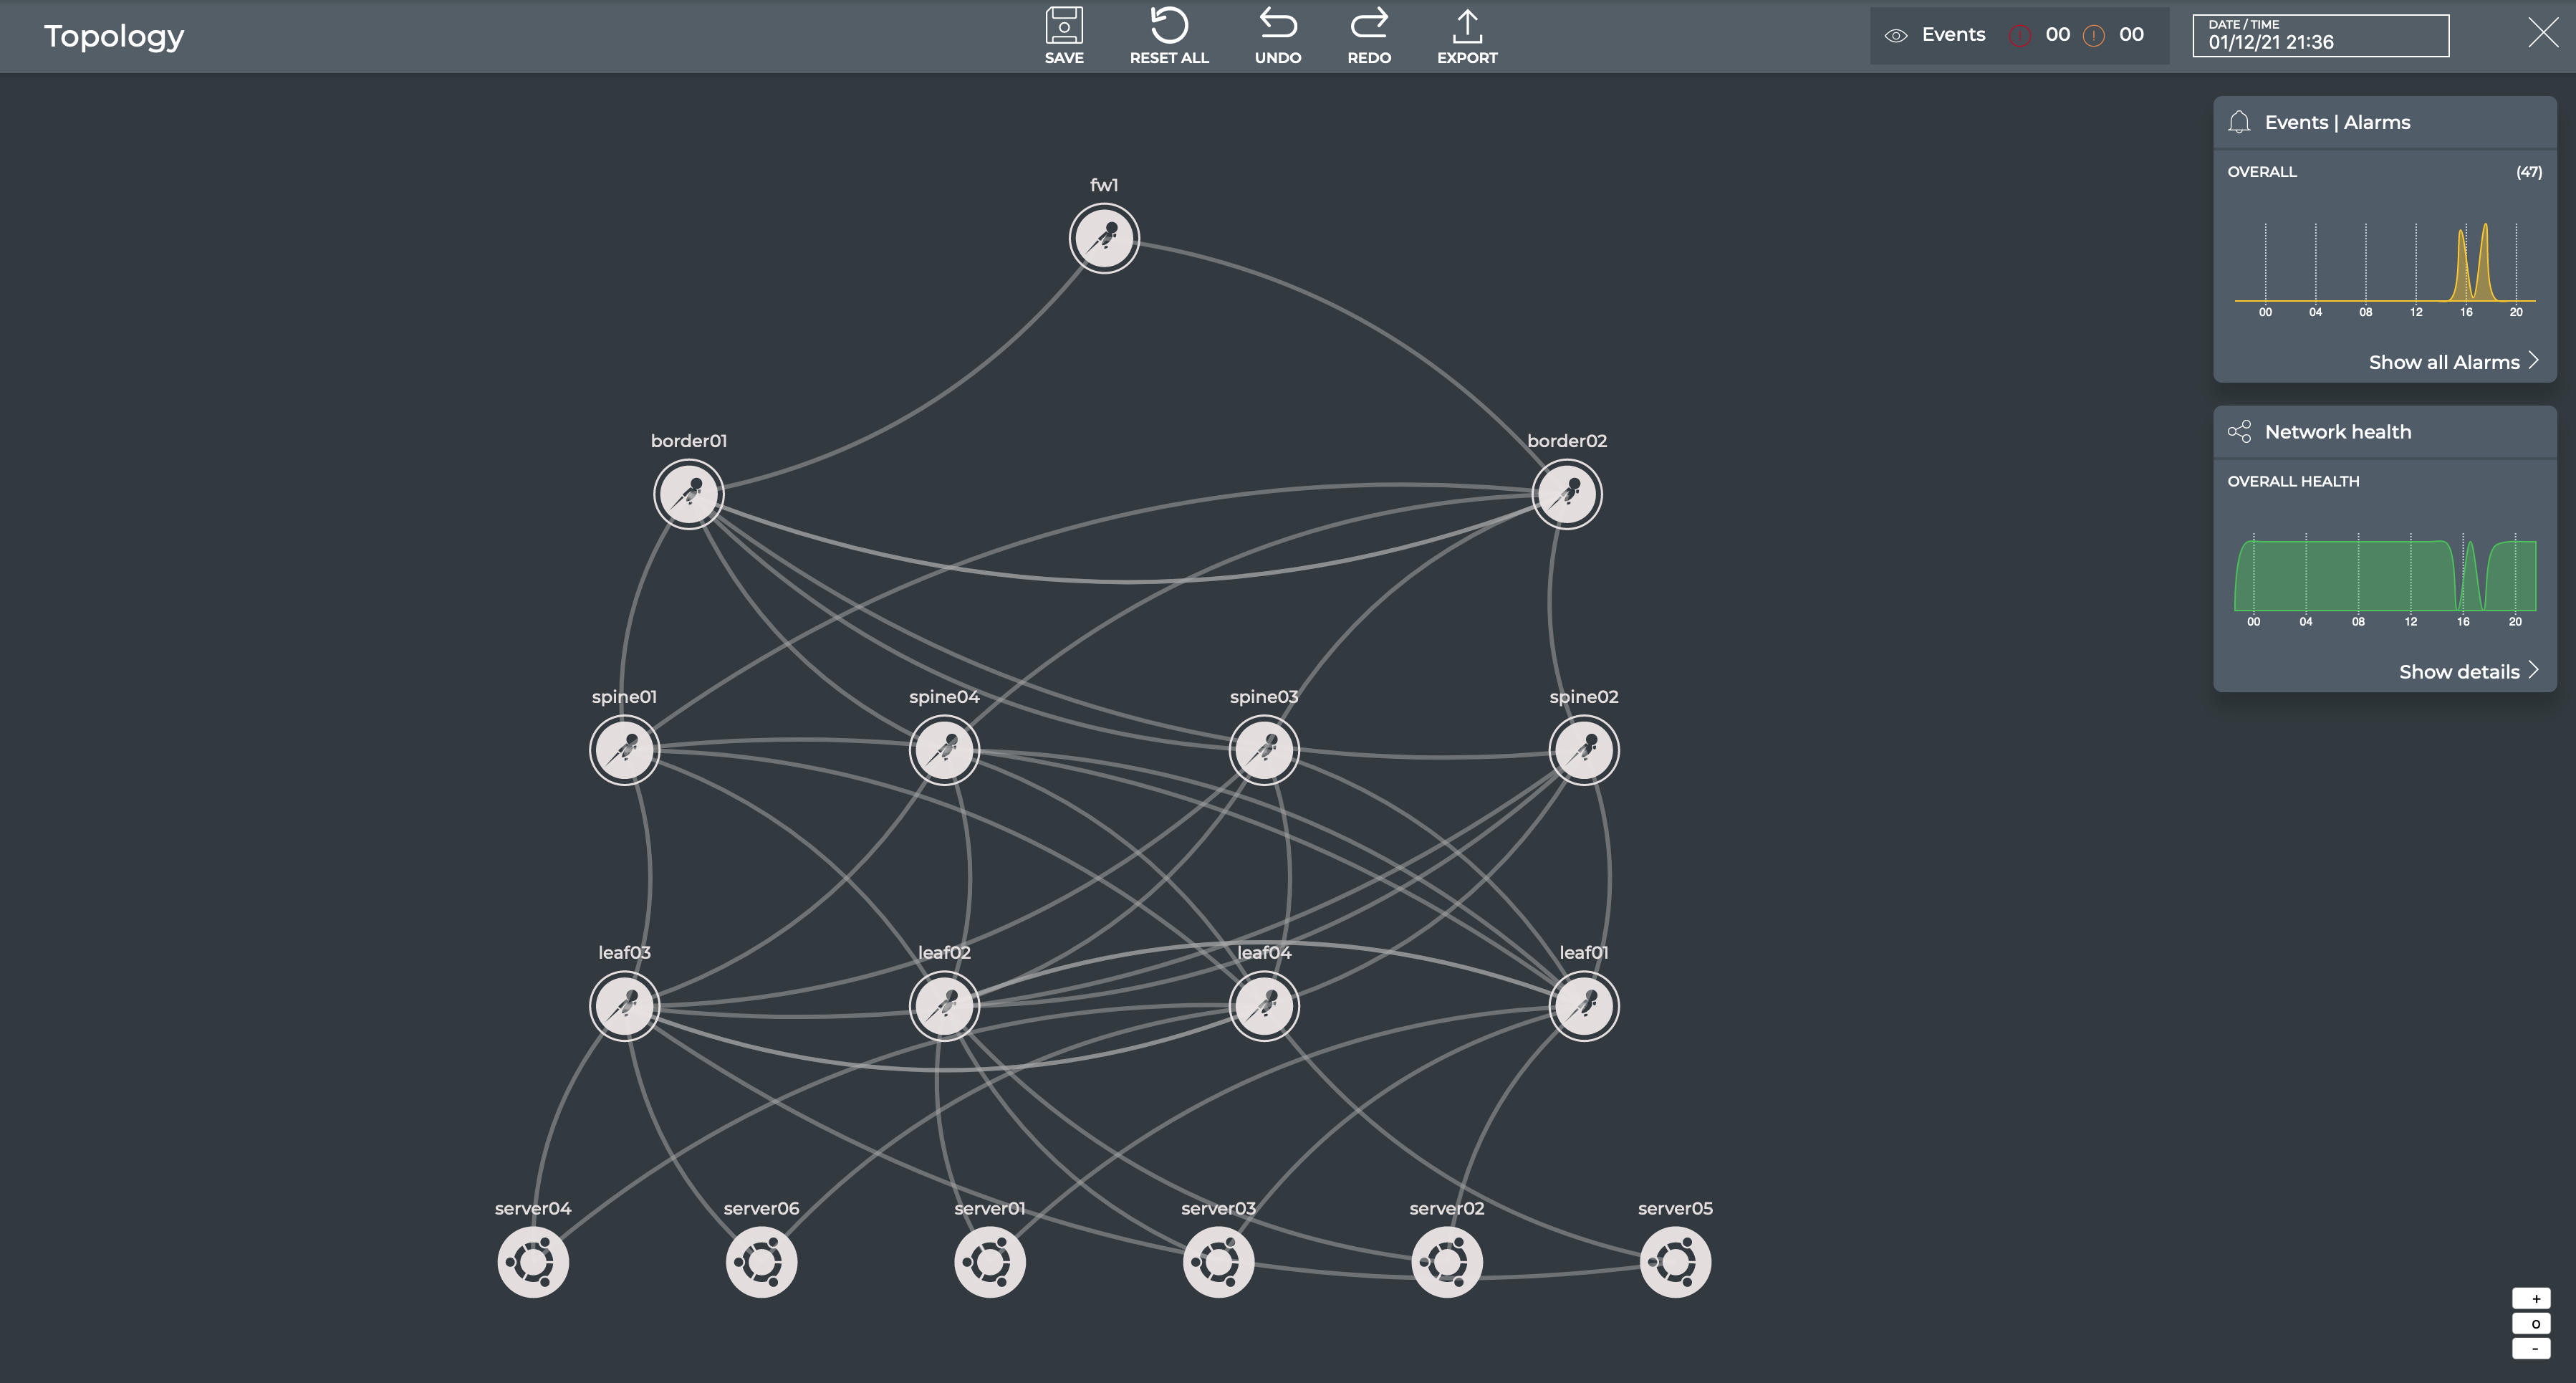 Topology
SAVE
RESET ALL
UNDO
REDO
EXPORT
Events
00
00
DATE / TIME
01/12/21 21:36
Events | Alarms
OVERALL (47)
00 04 08 12 16 20
Show all Alarms
Network health
OVERALL HEALTH
00 04 08 12 16 20
Show details
fw1
border01
border02
spine01
spine04
spine03
spine02
leaf03
leaf02
leaf04
leaf01
server04
server06
server01
server03
server02
server05
+
0
-